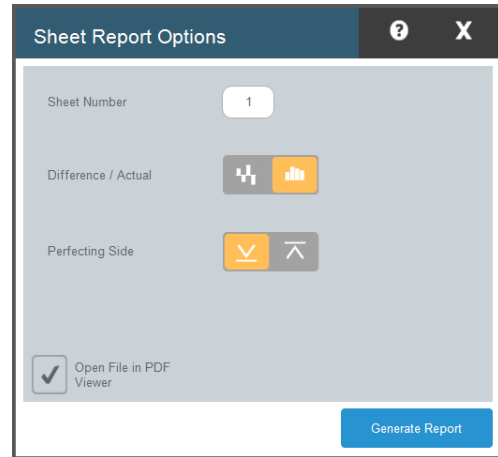 Sheet Report Options
? X
Sheet Number
1
Difference / Actual
Perfecting Side
Open File in PDF
Viewer
Generate Report